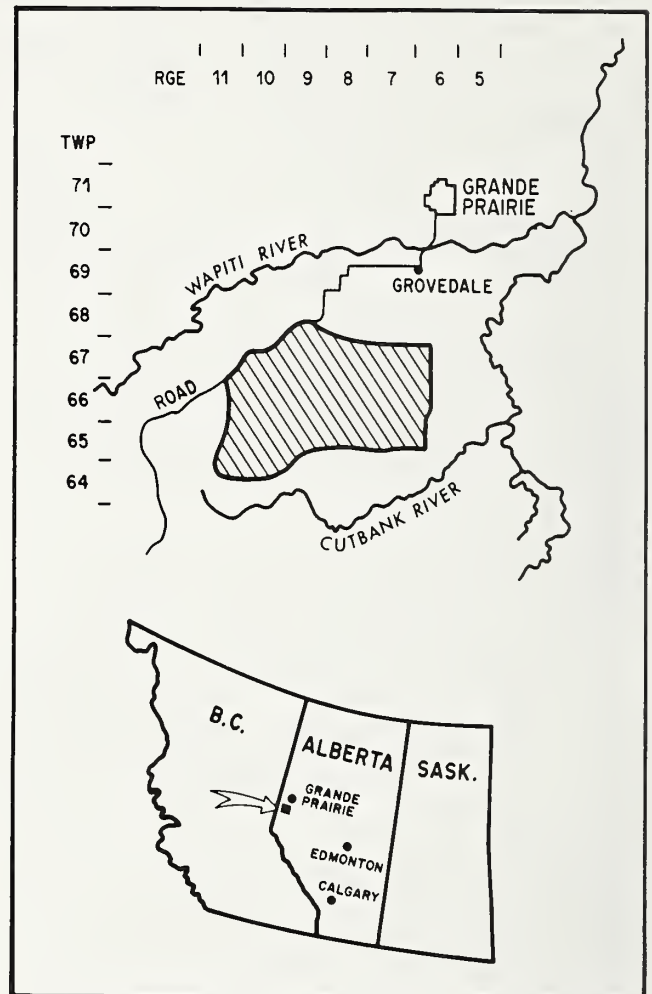 RGE 11 10 9 8 7 6 5
TWP
71
70
69
68
67
66
65
64
GRANDE
PRAIRIE
WAPITI RIVER
GROVEDALE
ROAD
CUTBANK RIVER
B.C.
ALBERTA
SASK.
GRANDE
PRAIRIE
EDMONTON
CALGARY